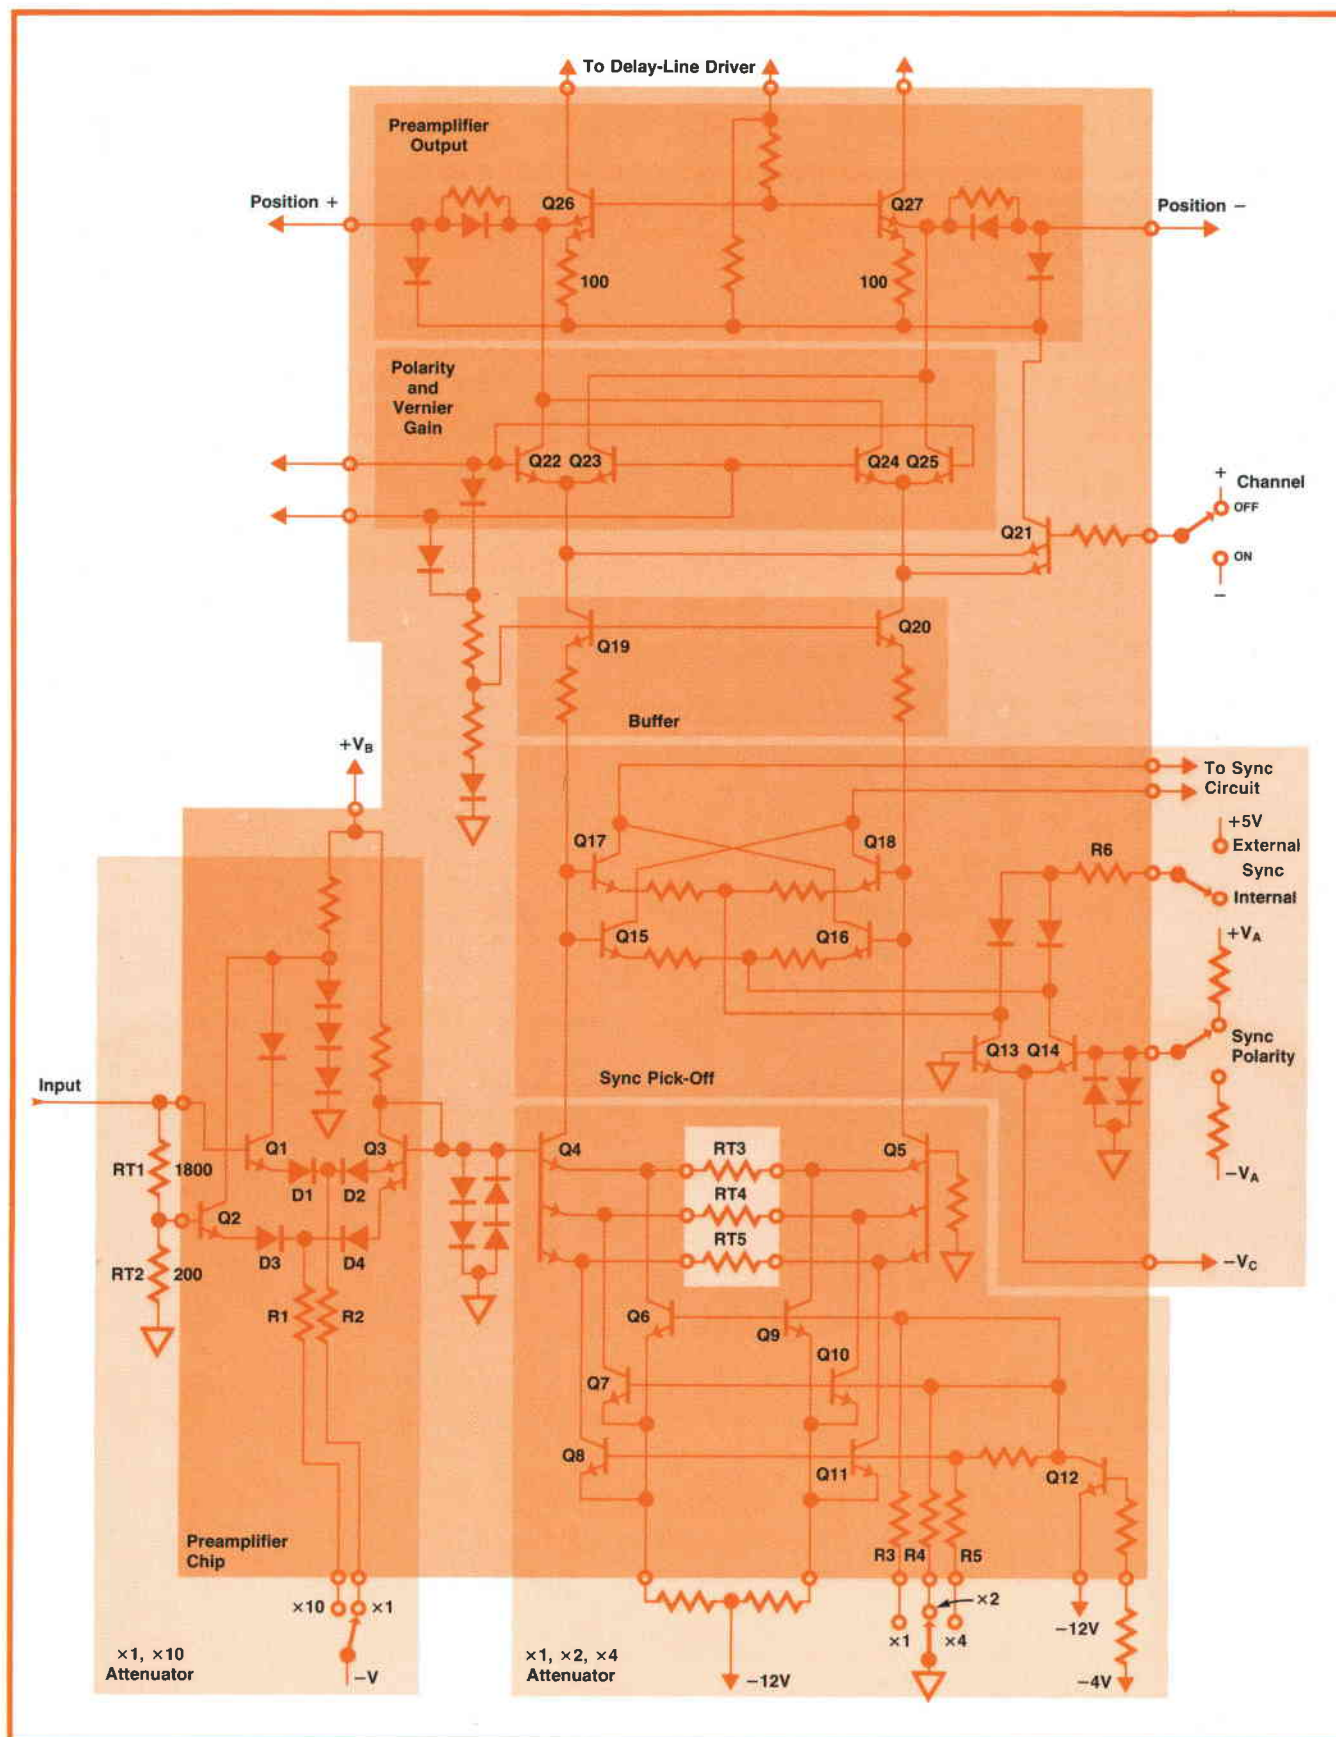 To Delay-Line Driver
Preamplifier
Output
Position +
Q26
Q27
Position −
100
100
Polarity
and
Vernier
Gain
Q22 Q23
Q24 Q25
+
Channel
OFF
Q21
ON
−
Q19
Q20
Buffer
+VB
To Sync
Circuit
+5V
External
Sync
Internal
Q17
Q18
R6
Q15
Q16
+VA
Q13 Q14
Sync
Polarity
−VA
Sync Pick-Off
Input
Q1
Q3
Q4
RT3
Q5
RT1
1800
D1
D2
RT4
Q2
RT5
D3
D4
RT2
200
−VC
R1
R2
Q6
Q9
Q10
Q7
Q8
Q11
Q12
Preamplifier
Chip
R3
R4
R5
×10
×1
×2
×1
×4
−12V
×1, ×10
Attenuator
−V
×1, ×2, ×4
Attenuator
−12V
−4V